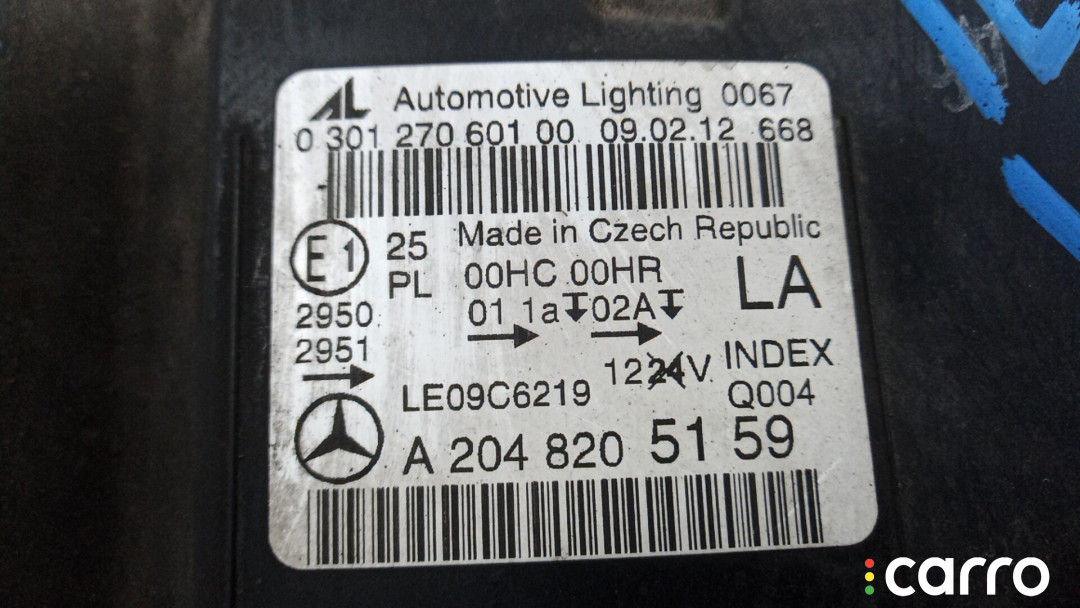 AL Automotive Lighting 0067
0 301 270 601 00 09.02.12 668
E1 25 Made in Czech Republic
PL 00HC 00HR LA
2950 01 1a 02A
2951
LE09C6219 1224V INDEX
Q004
A 204 820 51 59
carro